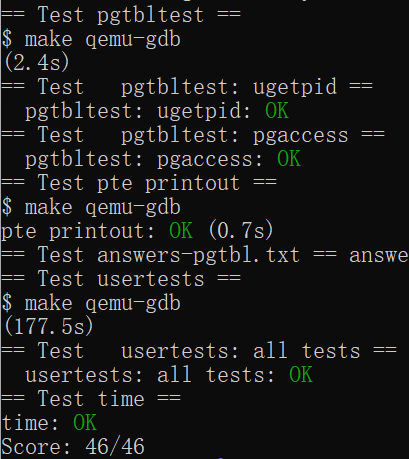 == Test pgtbltest ==
$ make qemu-gdb
(2.4s)
== Test   pgtbltest: ugetpid ==
  pgtbltest: ugetpid: OK
== Test   pgtbltest: pgaccess ==
  pgtbltest: pgaccess: OK
== Test pte printout ==
$ make qemu-gdb
pte printout: OK (0.7s)
== Test answers-pgtbl.txt == answe
== Test usertests ==
$ make qemu-gdb
(177.5s)
== Test   usertests: all tests ==
  usertests: all tests: OK
== Test time ==
time: OK
Score: 46/46